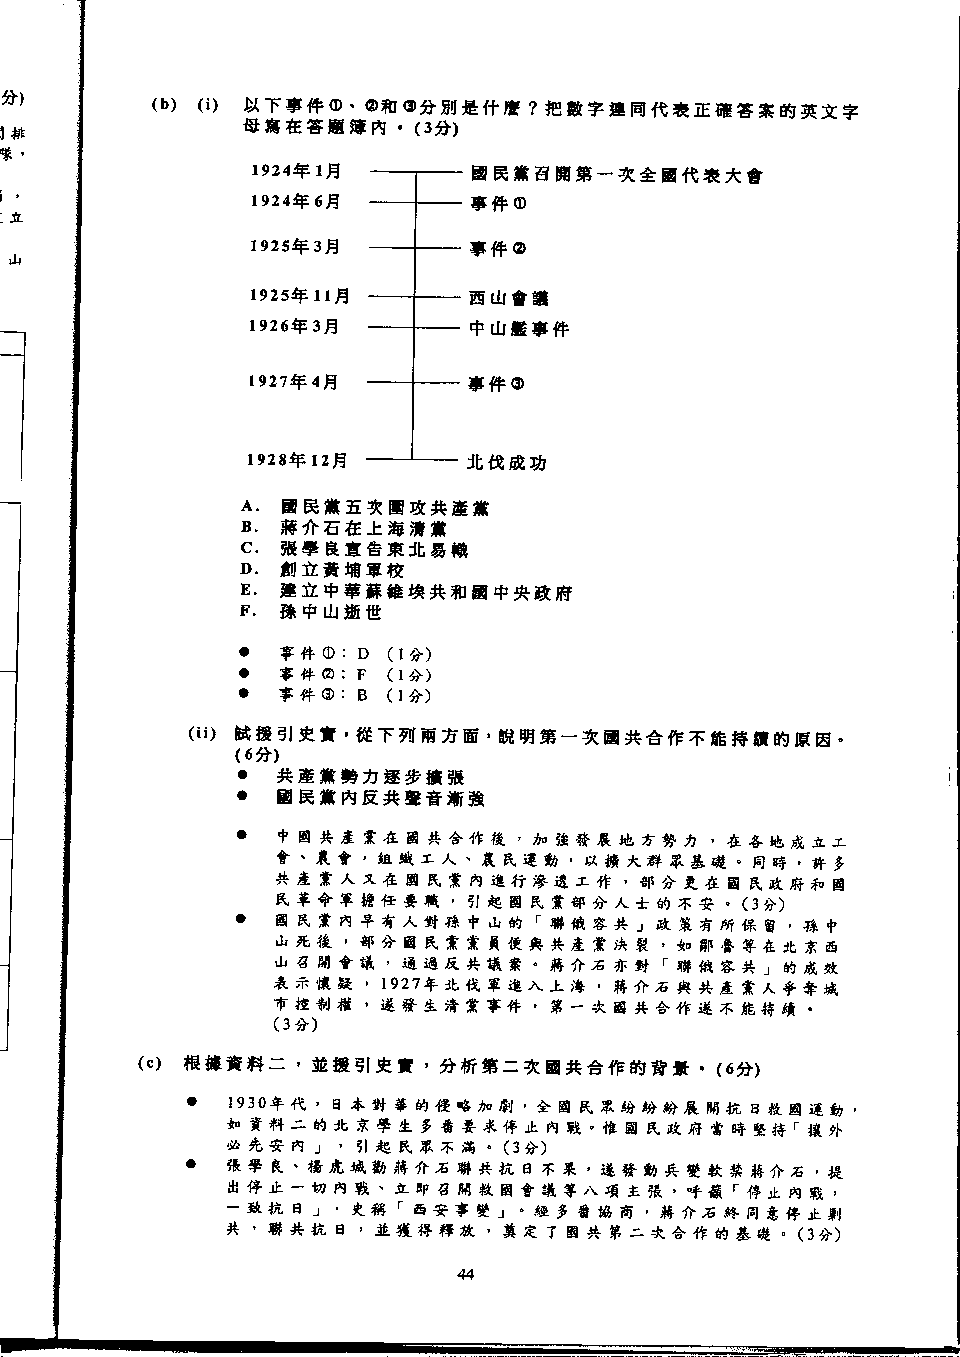 分)
排
隊，
，
立
山
(b) (i) 以下事件①、②和③分別是什麼？把數字連同代表正確答案的英文字
母寫在答題簿內。(3分)
1924年1月 國民黨召開第一次全國代表大會
1924年6月 事件①
1925年3月 事件②
1925年11月 西山會議
1926年3月 中山艦事件
1927年4月 事件③
1928年12月 北伐成功
A. 國民黨五次圍攻共產黨
B. 蔣介石在上海清黨
C. 張學良宣告東北易幟
D. 創立黃埔軍校
E. 建立中華蘇維埃共和國中央政府
F. 孫中山逝世
● 事件①：D (1分)
● 事件②：F (1分)
● 事件③：B (1分)
(ii) 試援引史實，從下列兩方面，說明第一次國共合作不能持續的原因。
(6分)
● 共產黨勢力逐步擴張
● 國民黨內反共聲音漸強
● 中國共產黨在國共合作後，加強發展地方勢力，在各地成立工
會、農會，組織工人、農民運動，以擴大群眾基礎。同時，許多
共產黨人又在國民黨內進行滲透工作，部分更在國民政府和國
民革命軍擔任要職，引起國民黨部分人士的不安。(3分)
● 國民黨內早有人對孫中山的「聯俄容共」政策有所保留，孫中
山死後，部分國民黨黨員便與共產黨決裂，如鄒魯等在北京西
山召開會議，通過反共議案。蔣介石亦對「聯俄容共」的成效
表示懷疑，1927年北伐軍進入上海，蔣介石與共產黨人爭奪城
市控制權，遂發生清黨事件，第一次國共合作遂不能持續。
(3分)
(c) 根據資料二，並援引史實，分析第二次國共合作的背景。(6分)
● 1930年代，日本對華的侵略加劇，全國民眾紛紛紛展開抗日救國運動，
如資料二的北京學生多番要求停止內戰。惟國民政府當時堅持「攘外
必先安內」，引起民眾不滿。(3分)
● 張學良、楊虎城勸蔣介石聯共抗日不果，遂發動兵變軟禁蔣介石，提
出停止一切內戰、立即召開救國會議等八項主張，呼籲「停止內戰，
一致抗日」，史稱「西安事變」。經多番協商，蔣介石終同意停止剿
共，聯共抗日，並獲得釋放，奠定了國共第二次合作的基礎。(3分)
44